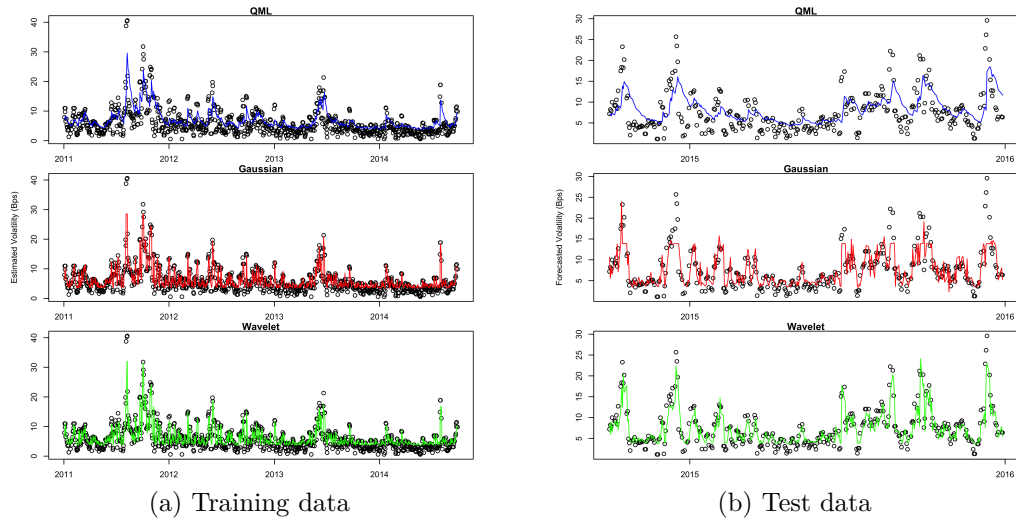 QML
40
30
20
10
0
2011 2012 2013 2014
Gaussian
Estimated Volatility (Bps)
40
30
20
10
0
2011 2012 2013 2014
Wavelet
40
30
20
10
0
2011 2012 2013 2014
(a) Training data
QML
30
25
20
15
10
5
2015 2016
Gaussian
Forecasted Volatility (Bps)
30
25
20
15
10
5
2015 2016
Wavelet
30
25
20
15
10
5
2015 2016
(b) Test data